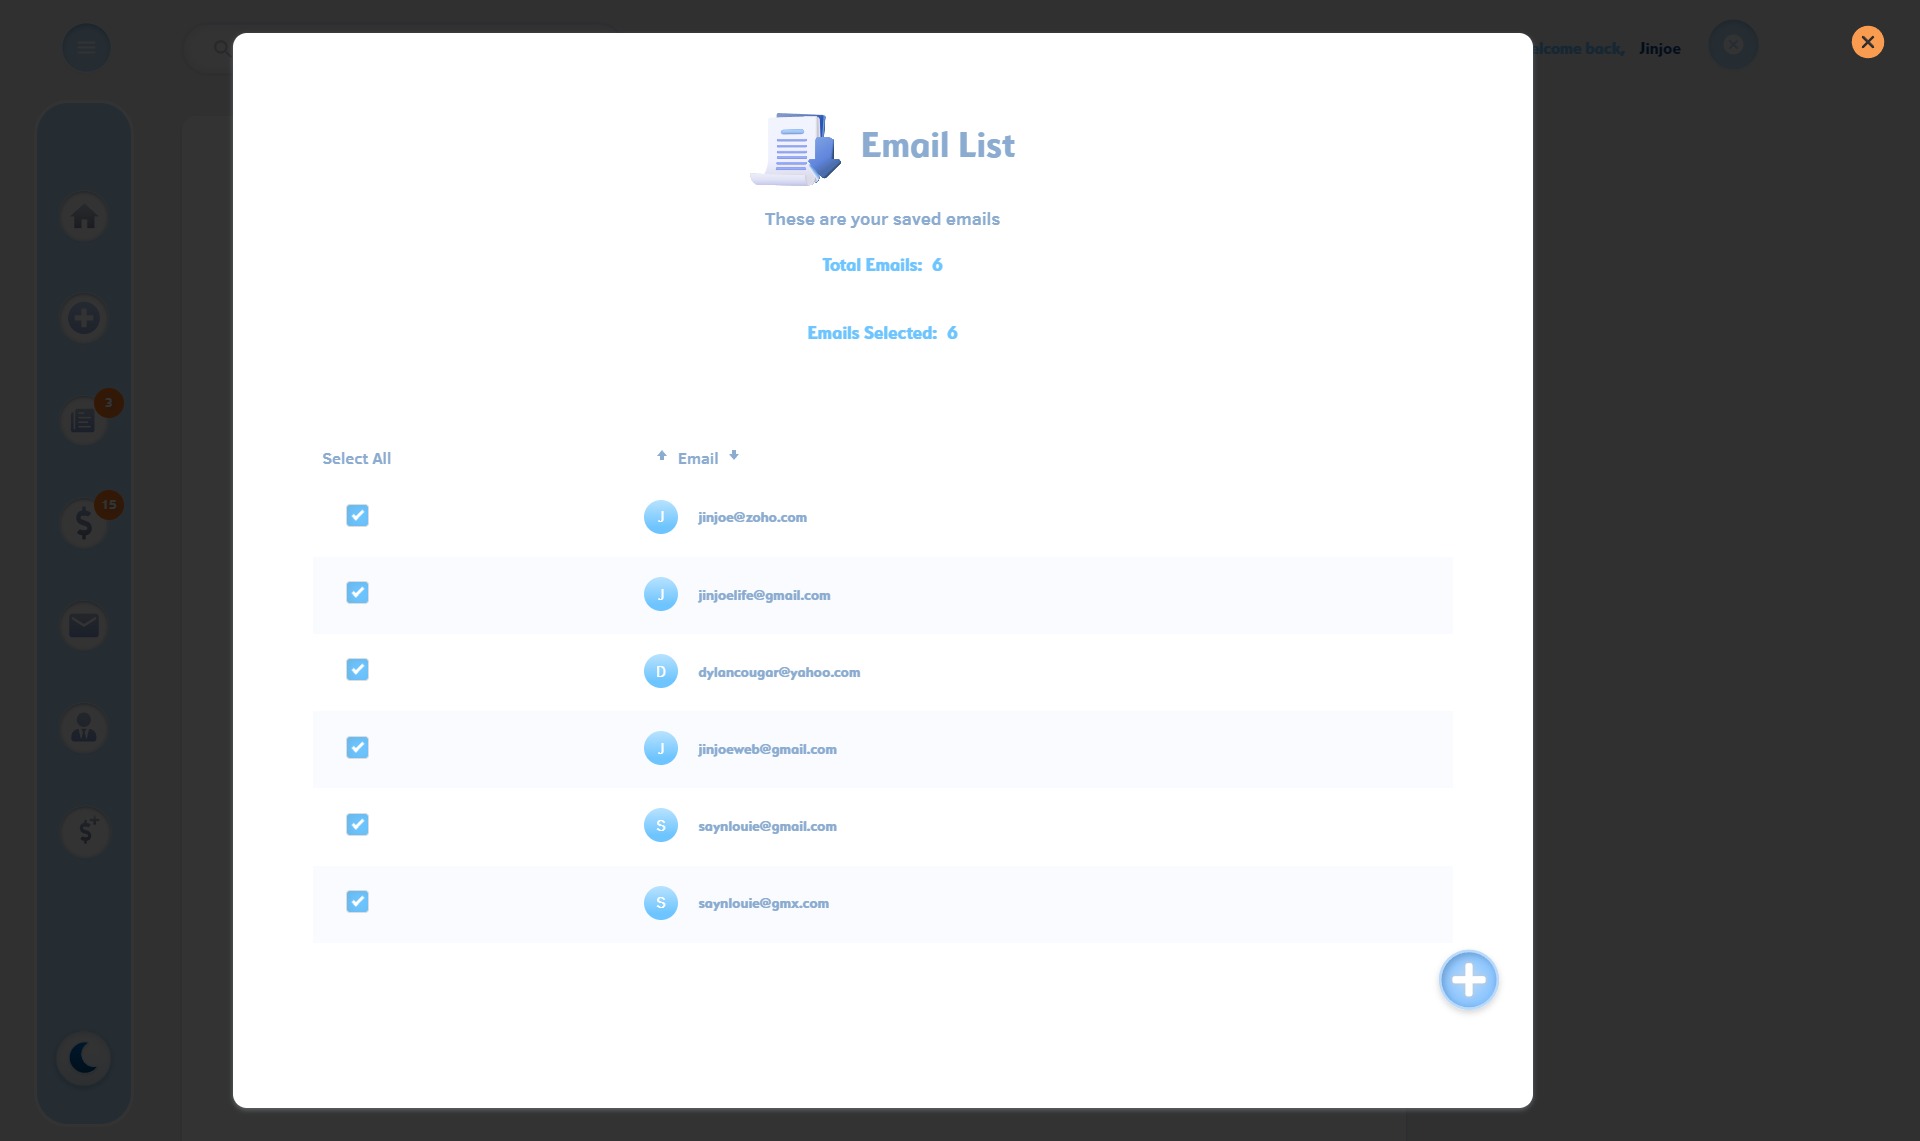 elcome back, Jinjoe
Email List
These are your saved emails
Total Emails: 6
Emails Selected: 6
3
15
Select All Email
J jinjoe@zoho.com
J jinjoelife@gmail.com
D dylancougar@yahoo.com
J jinjoeweb@gmail.com
S saynlouie@gmail.com
S saynlouie@gmx.com